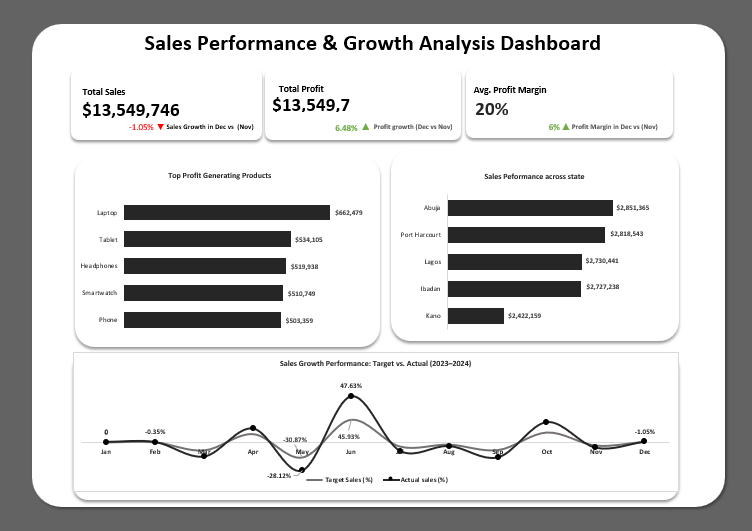 Sales Performance & Growth Analysis Dashboard
Total Sales
$13,549,746
-1.05% ▼ Sales Growth in Dec vs (Nov)
Total Profit
$13,549,7
6.48% ▲ Profit growth (Dec vs Nov)
Avg. Profit Margin
20%
6% ▲ Profit Margin in Dec vs (Nov)
Top Profit Generating Products
Laptop $662,479
Tablet $534,105
Headphones $519,938
Smartwatch $510,749
Phone $503,359
Sales Peformance across state
Abuja $2,851,365
Port Harcourt $2,818,543
Lagos $2,730,441
Ibadan $2,727,238
Kano $2,422,159
Sales Growth Performance: Target vs. Actual (2023–2024)
47.63%
0 -0.35% -30.87% 45.93% -1.05%
Jan Feb Mar Apr May Jun Jul Aug Sep Oct Nov Dec
-28.12%
Target Sales (%) Actual sales (%)